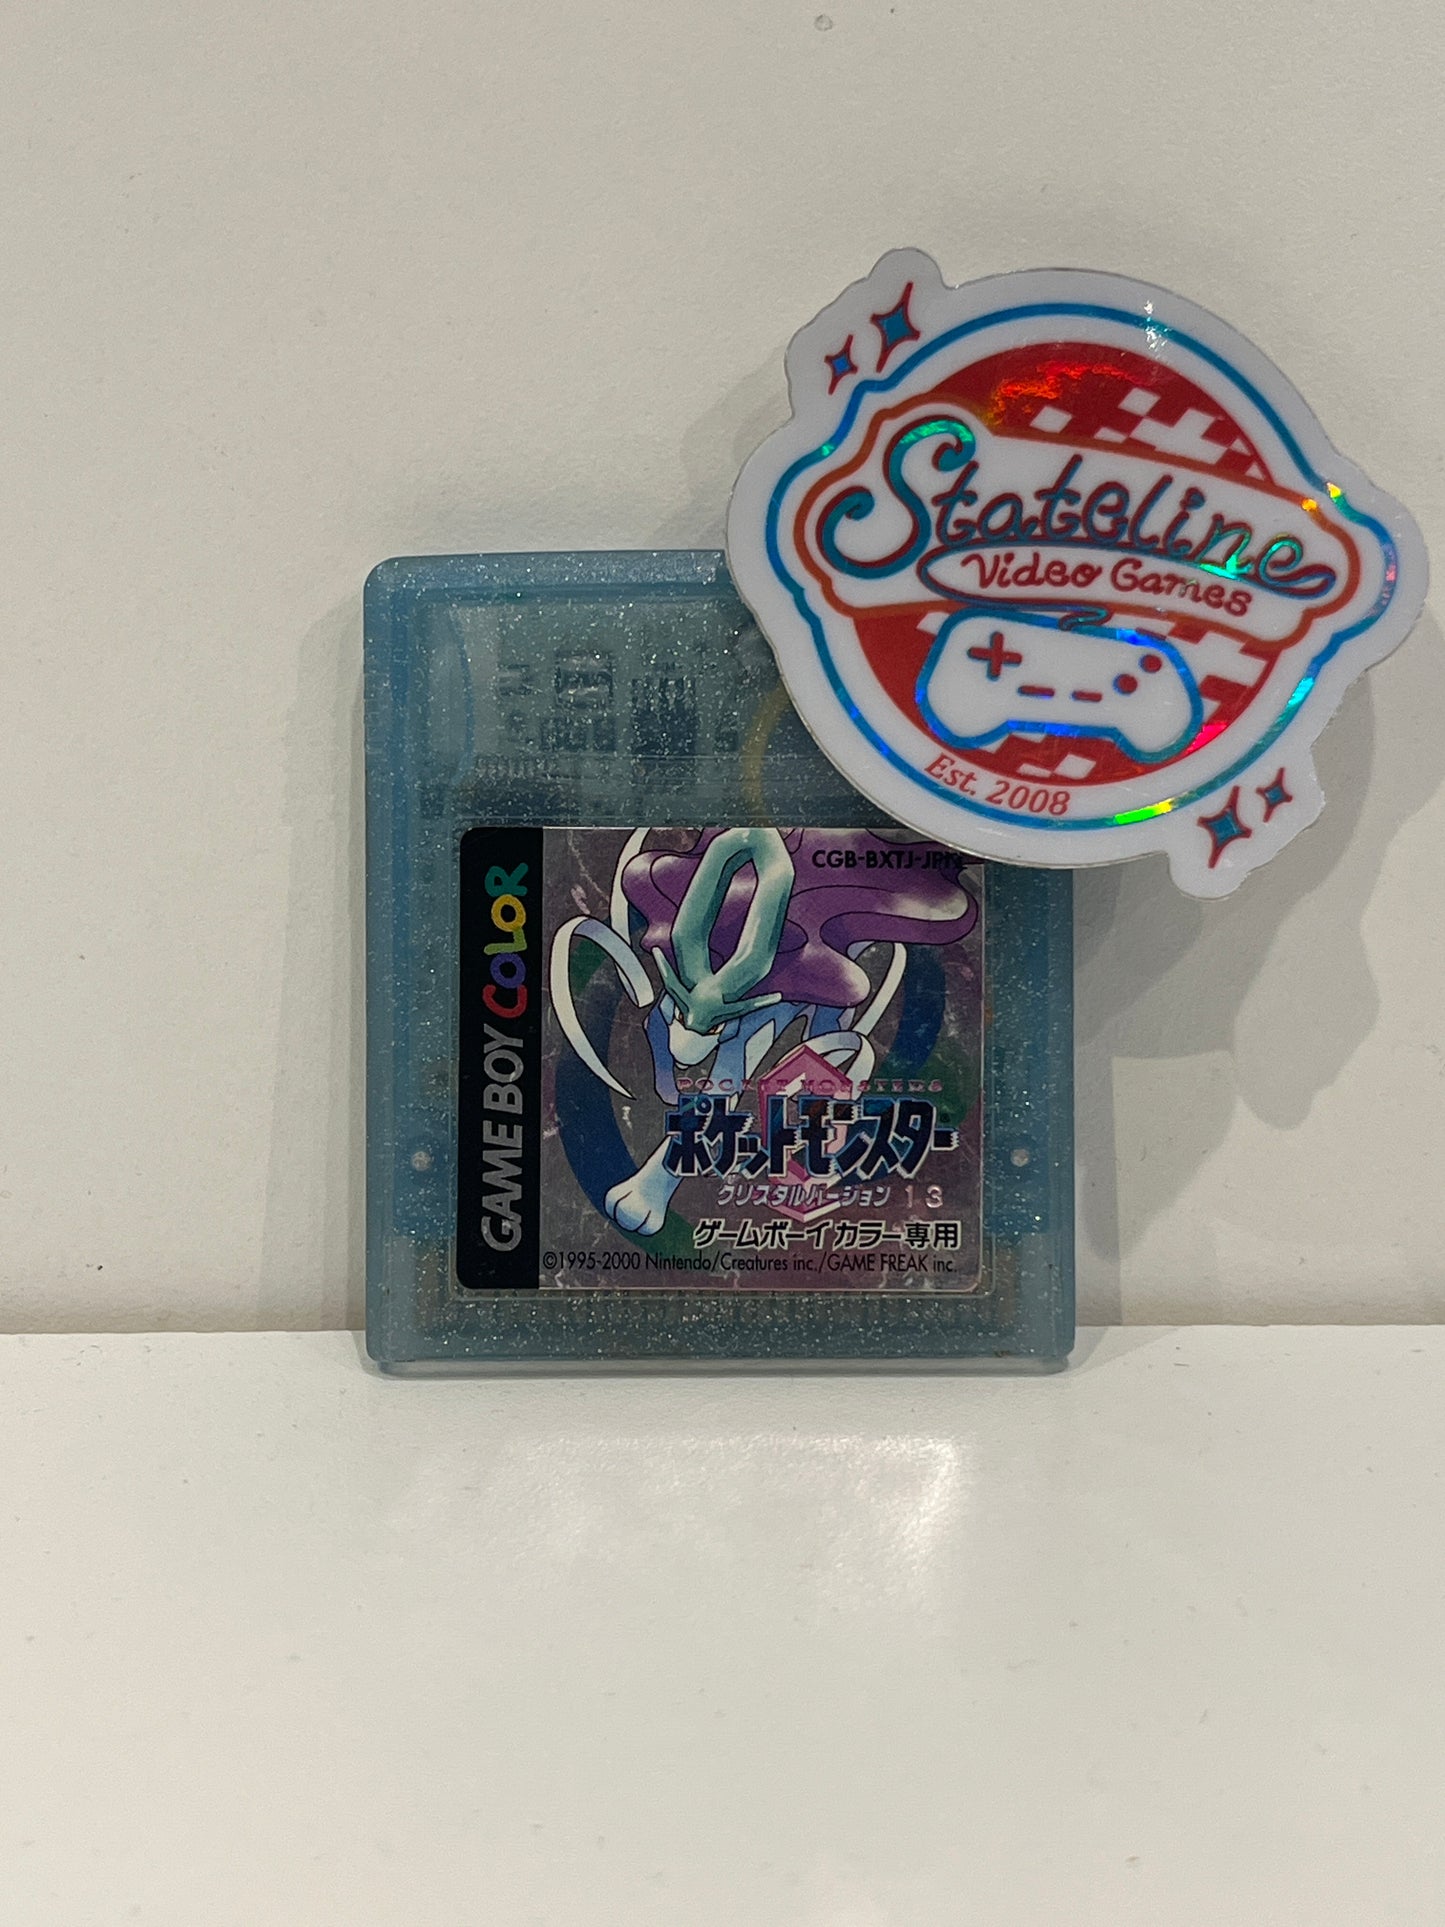 Stateline
Video Games
Est. 2008
CGB-BXTJ-JPN
GAME BOY COLOR
POCKET MONSTERS
ポケットモンスター
クリスタルバージョン 13
ゲームボーイカラー専用
©1995-2000 Nintendo/Creatures inc./GAME FREAK inc.